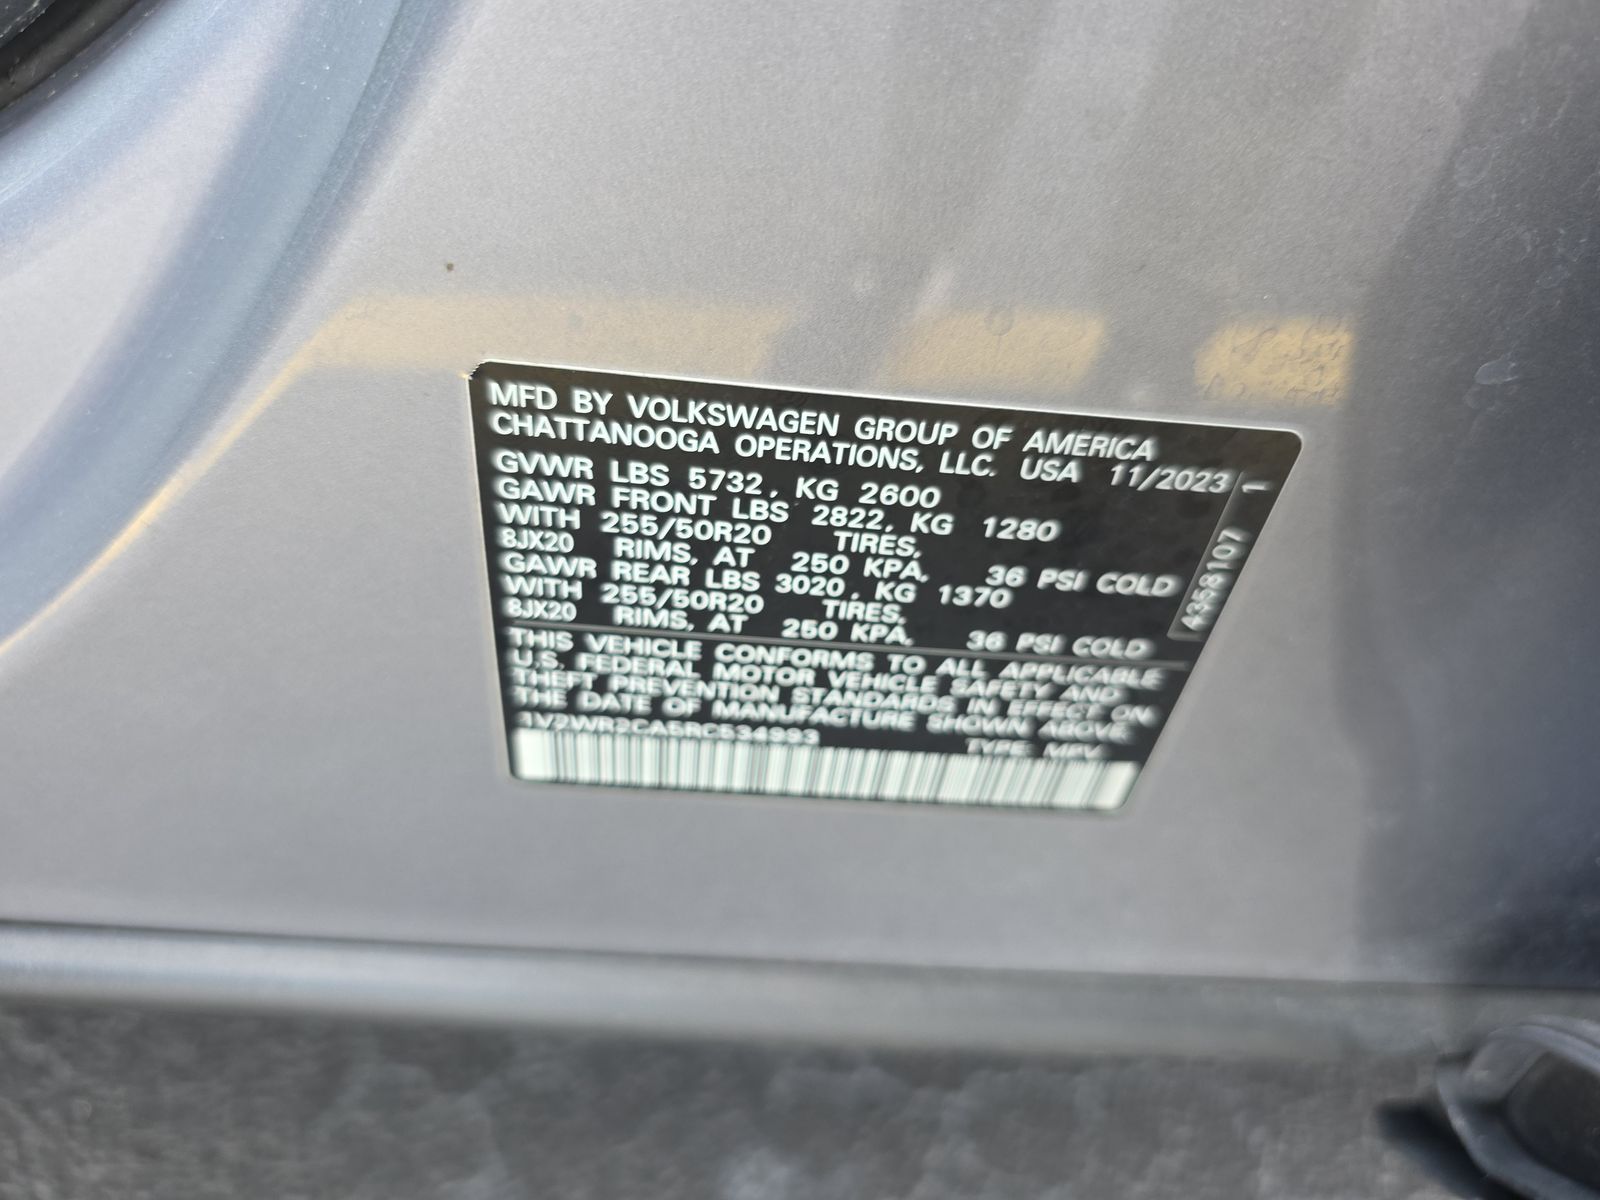 MFD BY VOLKSWAGEN GROUP OF AMERICA
CHATTANOOGA OPERATIONS, LLC. USA 11/2023
GVWR LBS 5732, KG 2600
GAWR FRONT LBS 2822, KG 1280
WITH 255/50R20 TIRES,
8JX20 RIMS, AT 250 KPA, 36 PSI COLD
GAWR REAR LBS 3020, KG 1370
WITH 255/50R20 TIRES,
8JX20 RIMS, AT 250 KPA, 36 PSI COLD
THIS VEHICLE CONFORMS TO ALL APPLICABLE
U.S. FEDERAL MOTOR VEHICLE SAFETY AND
THEFT PREVENTION STANDARDS IN EFFECT ON
THE DATE OF MANUFACTURE SHOWN ABOVE.
1V2WR2CA5RC534993 TYPE: MPV
4358107 1